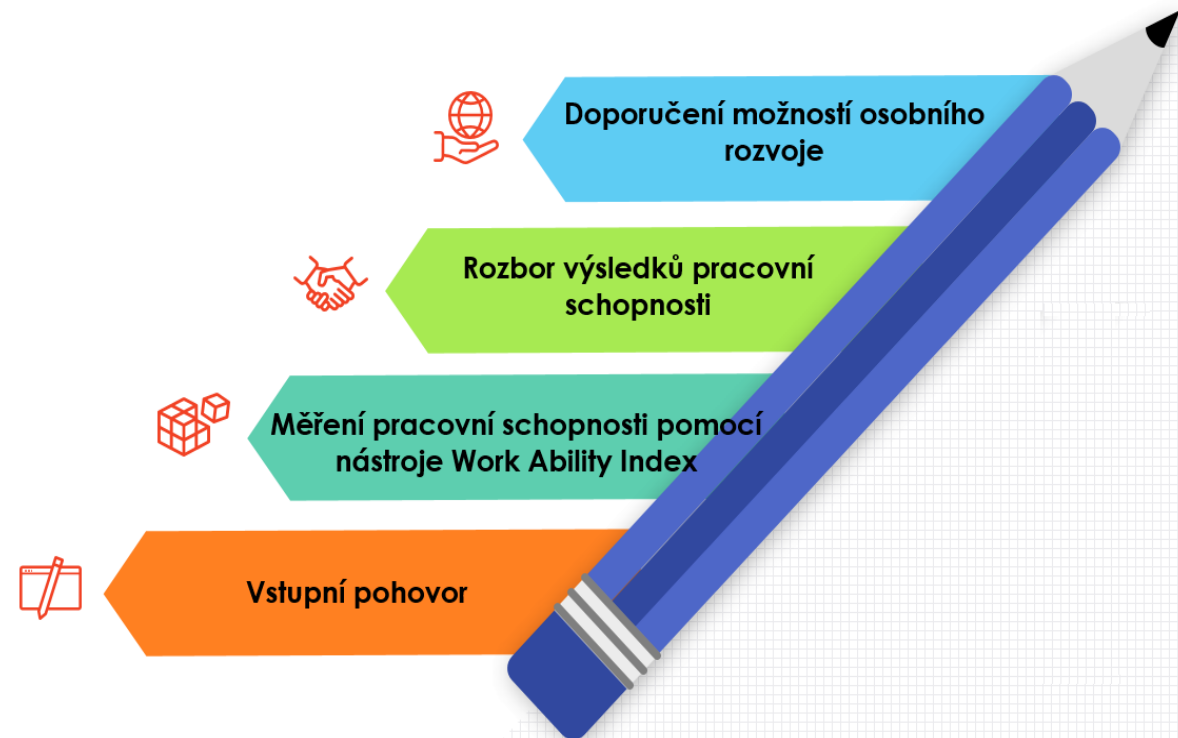 Doporučení možností osobního
rozvoje
Rozbor výsledků pracovní
schopnosti
Měření pracovní schopnosti pomocí
nástroje Work Ability Index
Vstupní pohovor